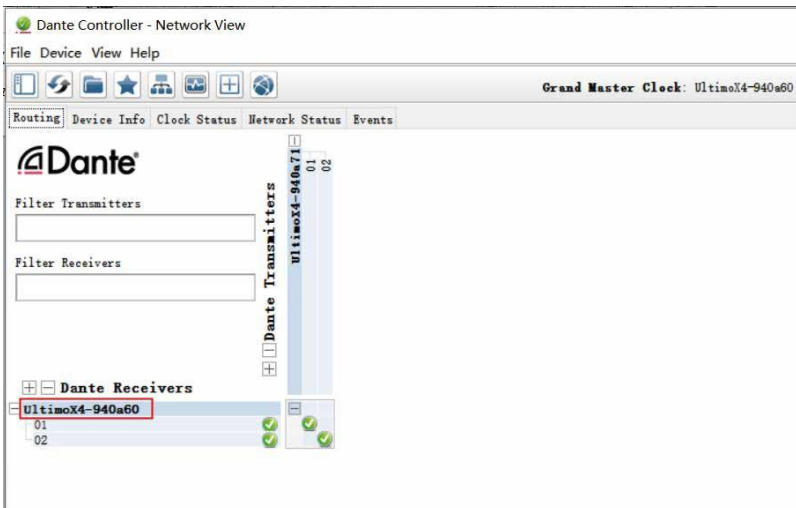 Dante Controller - Network View
File Device View Help
Grand Master Clock: UltimoX4-940a60
Routing Device Info Clock Status Network Status Events
Dante®
Filter Transmitters
Filter Receivers
Dante Transmitters
UltimoX4-940a71
01
02
Dante Receivers
UltimoX4-940a60
01
02